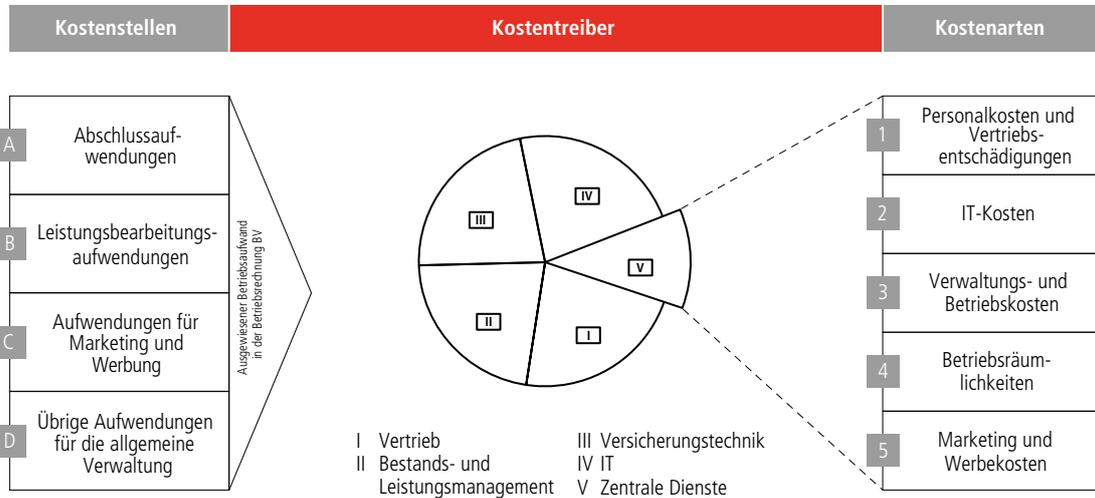 Kostenstellen
Kostentreiber
Kostenarten
A
Abschlussauf-
wendungen
B
Leistungsbearbeitungs-
aufwendungen
C
Aufwendungen für
Marketing und
Werbung
D
Übrige Aufwendungen
für die allgemeine
Verwaltung
Ausgewiesener Betriebsaufwand
in der Betriebsrechnung BV
III
IV
V
II
I
I Vertrieb
II Bestands- und
Leistungsmanagement
III Versicherungstechnik
IV IT
V Zentrale Dienste
1
Personalkosten und
Vertriebs-
entschädigungen
2
IT-Kosten
3
Verwaltungs- und
Betriebskosten
4
Betriebsräum-
lichkeiten
5
Marketing und
Werbekosten